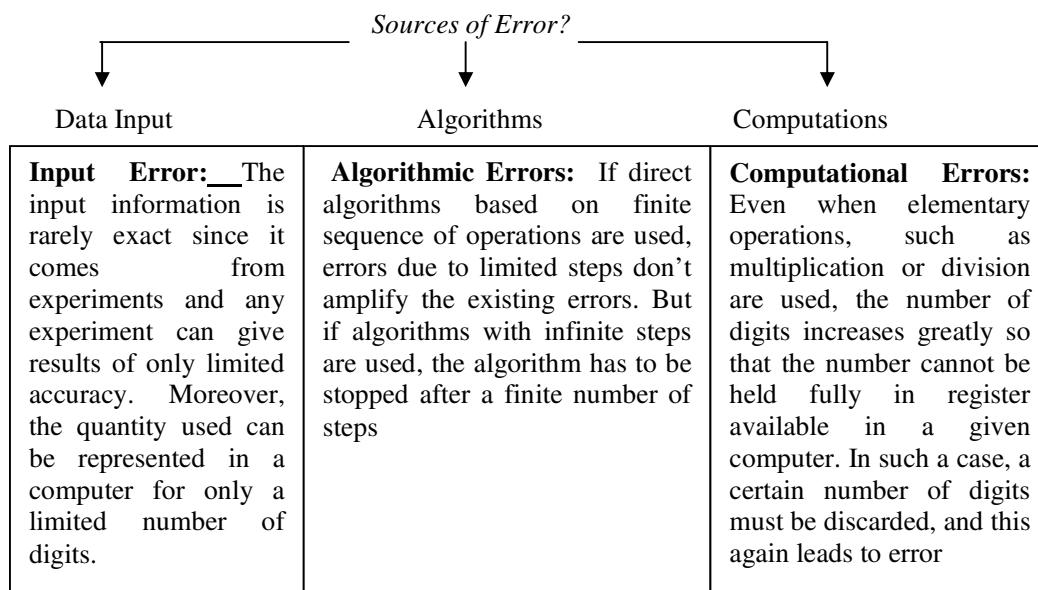 Sources of Error?
Data Input
Algorithms
Computations
Input Error: The
input information is
rarely exact since it
comes from
experiments and any
experiment can give
results of only limited
accuracy. Moreover,
the quantity used can
be represented in a
computer for only a
limited number of
digits.
Algorithmic Errors: If direct
algorithms based on finite
sequence of operations are used,
errors due to limited steps don’t
amplify the existing errors. But
if algorithms with infinite steps
are used, the algorithm has to be
stopped after a finite number of
steps
Computational Errors:
Even when elementary
operations, such as
multiplication or division
are used, the number of
digits increases greatly so
that the number cannot be
held fully in register
available in a given
computer. In such a case, a
certain number of digits
must be discarded, and this
again leads to error